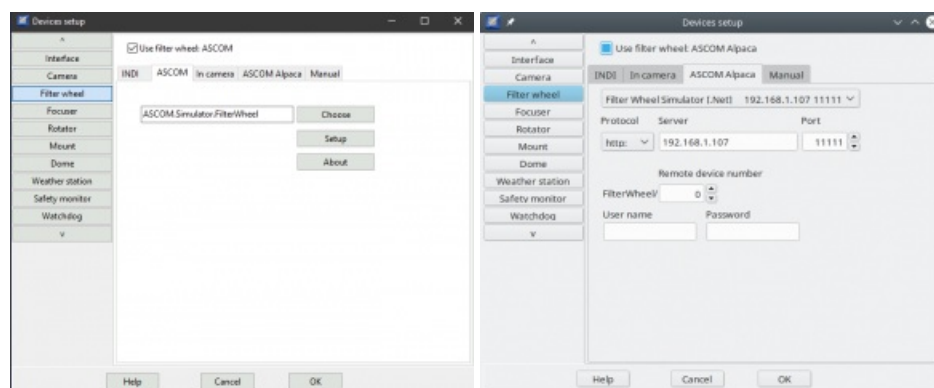 Devices setup
^
Interface
Camera
Filter wheel
Focuser
Rotator
Mount
Dome
Weather station
Safety monitor
Watchdog
v
Use filter wheel: ASCOM
INDI ASCOM In camera ASCOM Alpaca Manual
ASCOM.Simulator.FilterWheel Choose
Setup
About
Help Cancel OK
Devices setup
^
Interface
Camera
Filter wheel
Focuser
Rotator
Mount
Dome
Weather station
Safety monitor
Watchdog
v
Use filter wheel: ASCOM Alpaca
INDI In camera ASCOM Alpaca Manual
Filter Wheel Simulator [.Net] 192.168.1.107 11111
Protocol Server Port
http: 192.168.1.107 11111
Remote device number
FilterWheel/ 0
User name Password
Help Cancel OK